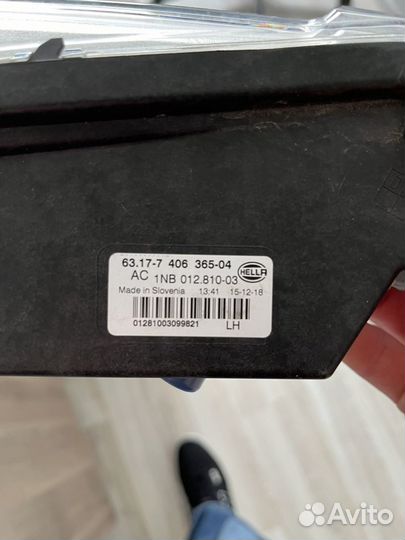 63.17-7 406 365-04
AC 1NB 012.810-03
HELLA
Made in Slovenia 13:41 15-12-18
01281003099821
LH
Avito